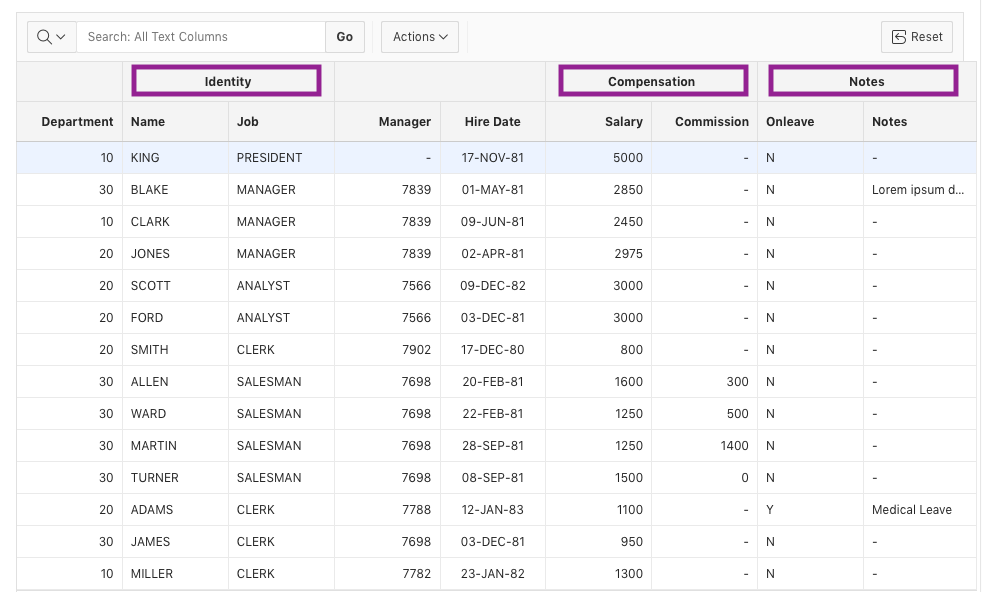 Search: All Text Columns Go Actions Reset
Identity Compensation Notes
Department Name Job Manager Hire Date Salary Commission Onleave Notes
10 KING PRESIDENT - 17-NOV-81 5000 - N -
30 BLAKE MANAGER 7839 01-MAY-81 2850 - N Lorem ipsum d...
10 CLARK MANAGER 7839 09-JUN-81 2450 - N -
20 JONES MANAGER 7839 02-APR-81 2975 - N -
20 SCOTT ANALYST 7566 09-DEC-82 3000 - N -
20 FORD ANALYST 7566 03-DEC-81 3000 - N -
20 SMITH CLERK 7902 17-DEC-80 800 - N -
30 ALLEN SALESMAN 7698 20-FEB-81 1600 300 N -
30 WARD SALESMAN 7698 22-FEB-81 1250 500 N -
30 MARTIN SALESMAN 7698 28-SEP-81 1250 1400 N -
30 TURNER SALESMAN 7698 08-SEP-81 1500 0 N -
20 ADAMS CLERK 7788 12-JAN-83 1100 - Y Medical Leave
30 JAMES CLERK 7698 03-DEC-81 950 - N -
10 MILLER CLERK 7782 23-JAN-82 1300 - N -